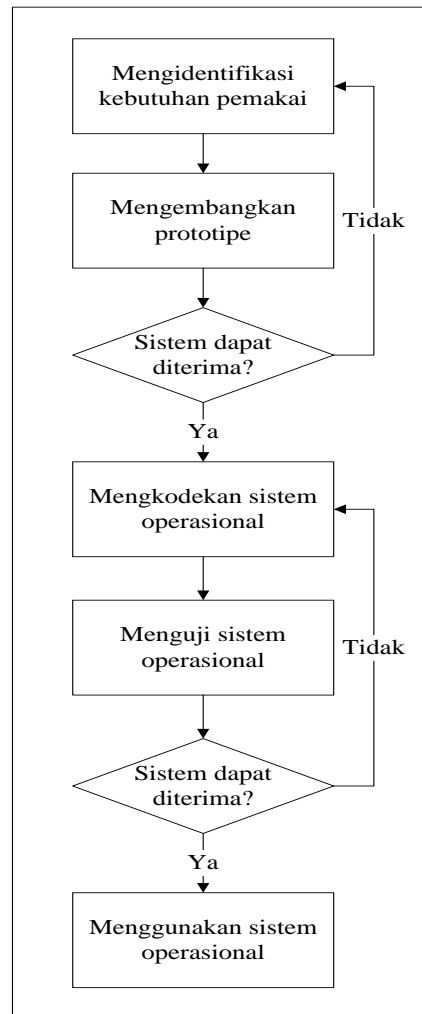 Mengidentifikasi
kebutuhan pemakai
Mengembangkan
prototipe
Tidak
Sistem dapat
diterima?
Ya
Mengkodekan sistem
operasional
Menguji sistem
operasional
Tidak
Sistem dapat
diterima?
Ya
Menggunakan sistem
operasional